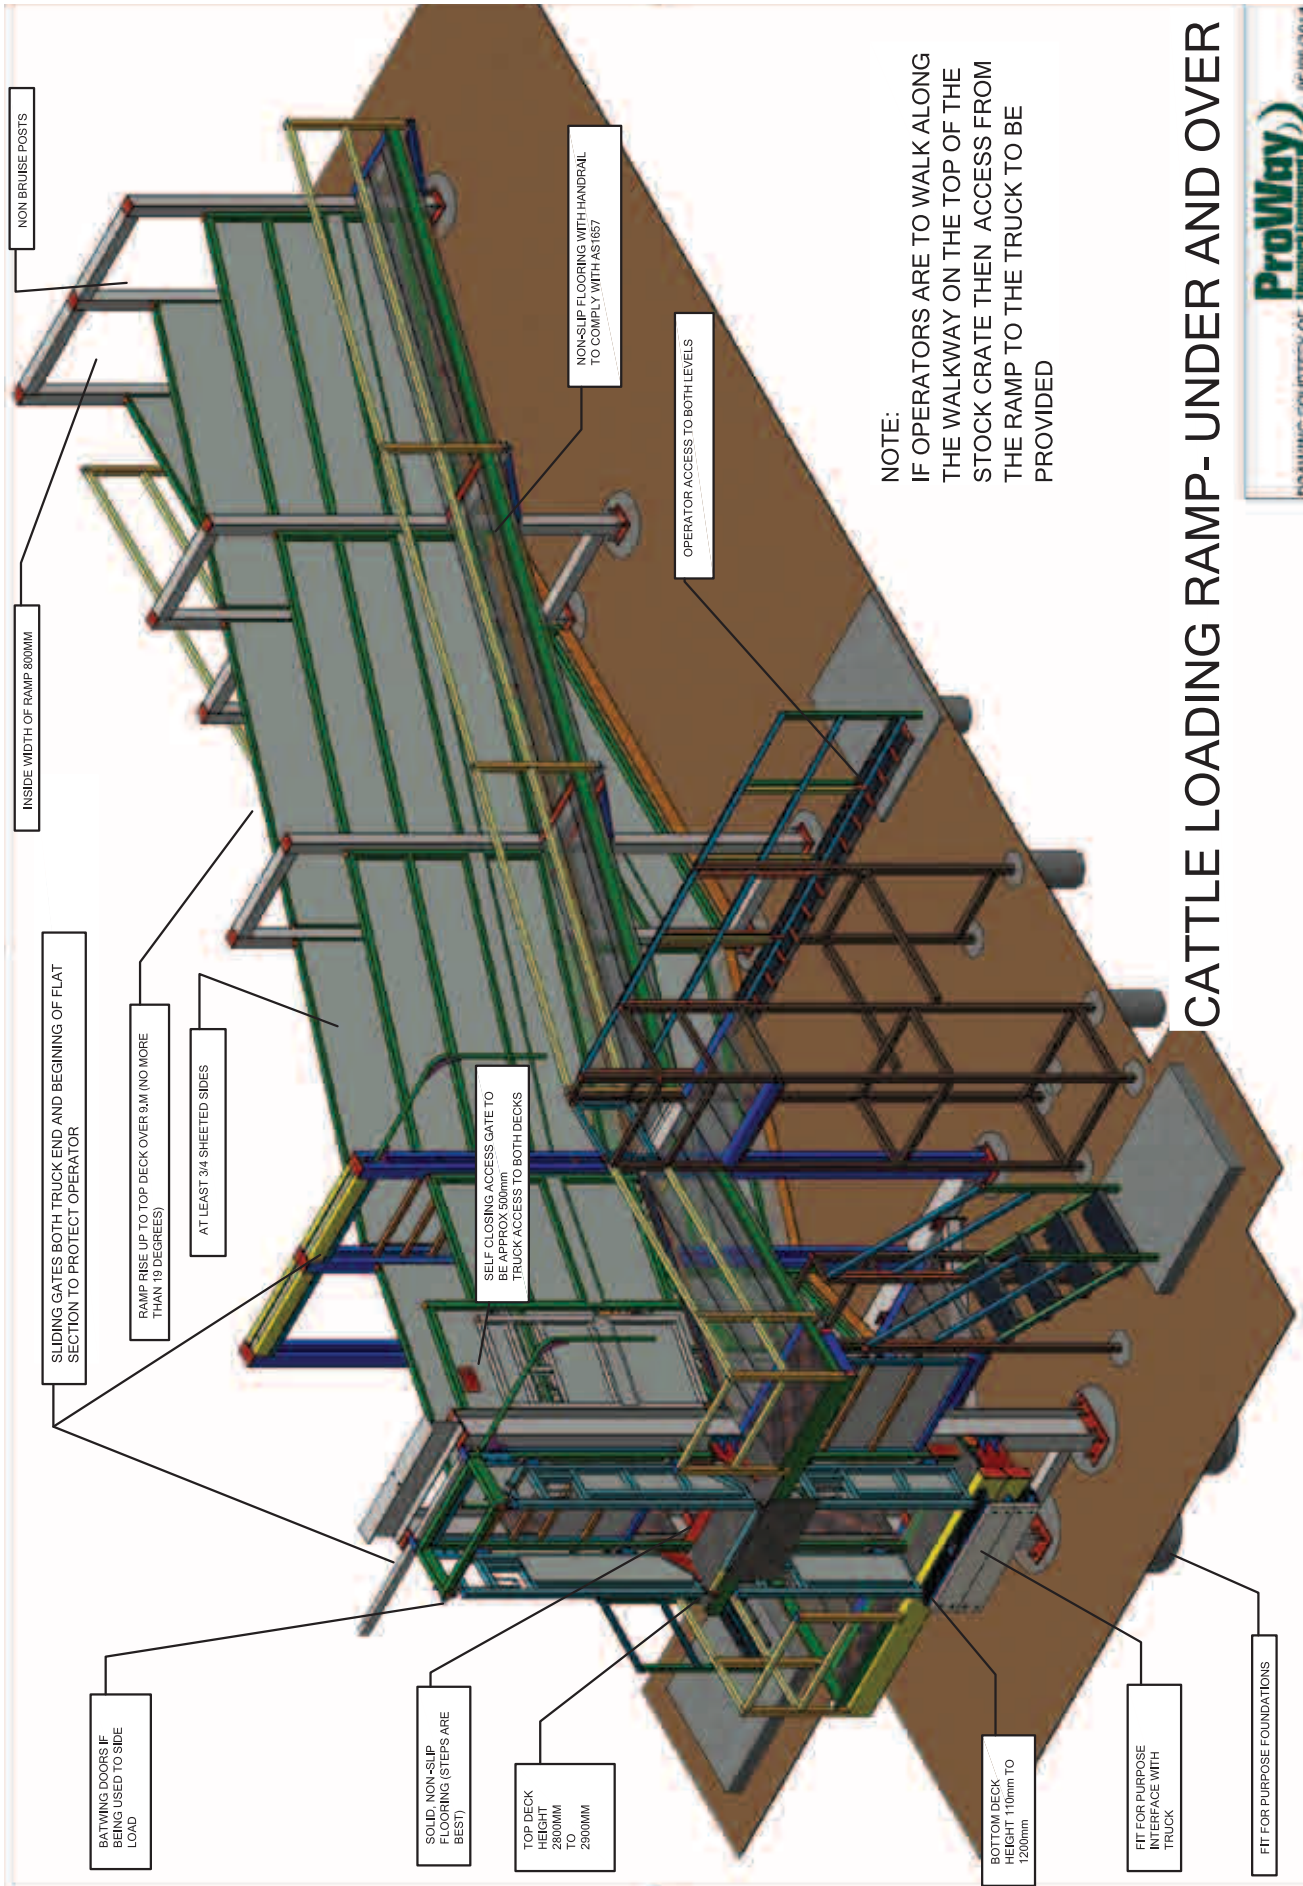 NON BRUISE POSTS
INSIDE WIDTH OF RAMP 800MM
SLIDING GATES BOTH TRUCK END AND BEGINING OF FLAT
SECTION TO PROTECT OPERATOR
RAMP RISE UP TO TOP DECK OVER 9.M (NO MORE
THAN 19 DEGREES)
AT LEAST 3/4 SHEETED SIDES
BATWING DOORS IF
BEING USED TO SIDE
LOAD
SELF CLOSING ACCESS GATE TO
BE APPROX 500mm
TRUCK ACCESS TO BOTH DECKS
SOLID, NON-SLIP
FLOORING (STEPS ARE
BEST)
TOP DECK
HEIGHT
2800MM
TO
2900MM
NON-SLIP FLOORING WITH HANDRAIL
TO COMPLY WITH AS1657
OPERATOR ACCESS TO BOTH LEVELS
BOTTOM DECK
HEIGHT 110mm TO
1200mm
FIT FOR PURPOSE
INTERFACE WITH
TRUCK
FIT FOR PURPOSE FOUNDATIONS
NOTE:
IF OPERATORS ARE TO WALK ALONG
THE WALKWAY ON THE TOP OF THE
STOCK CRATE THEN ACCESS FROM
THE RAMP TO THE TRUCK TO BE
PROVIDED
CATTLE LOADING RAMP- UNDER AND OVER
ProWay
Livestock Equipment
DRAWING COURTESY OF